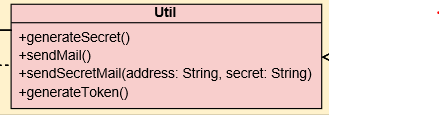 Util
+generateSecret()
+sendMail()
+sendSecretMail(address: String, secret: String)
+generateToken()